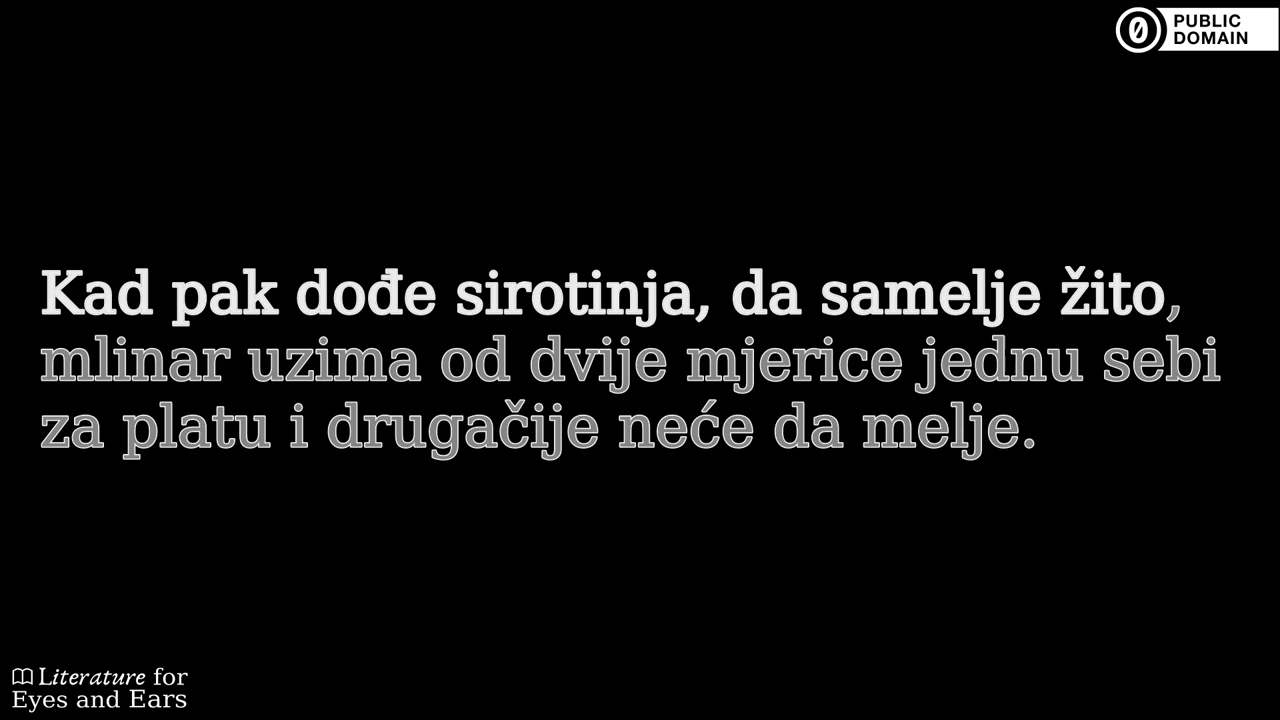 PUBLIC
DOMAIN
Kad pak dođe sirotinja, da samelje žito,
mlinar uzima od dvije mjerice jednu sebi
za platu i drugačije neće da melje.
Literature for
Eyes and Ears